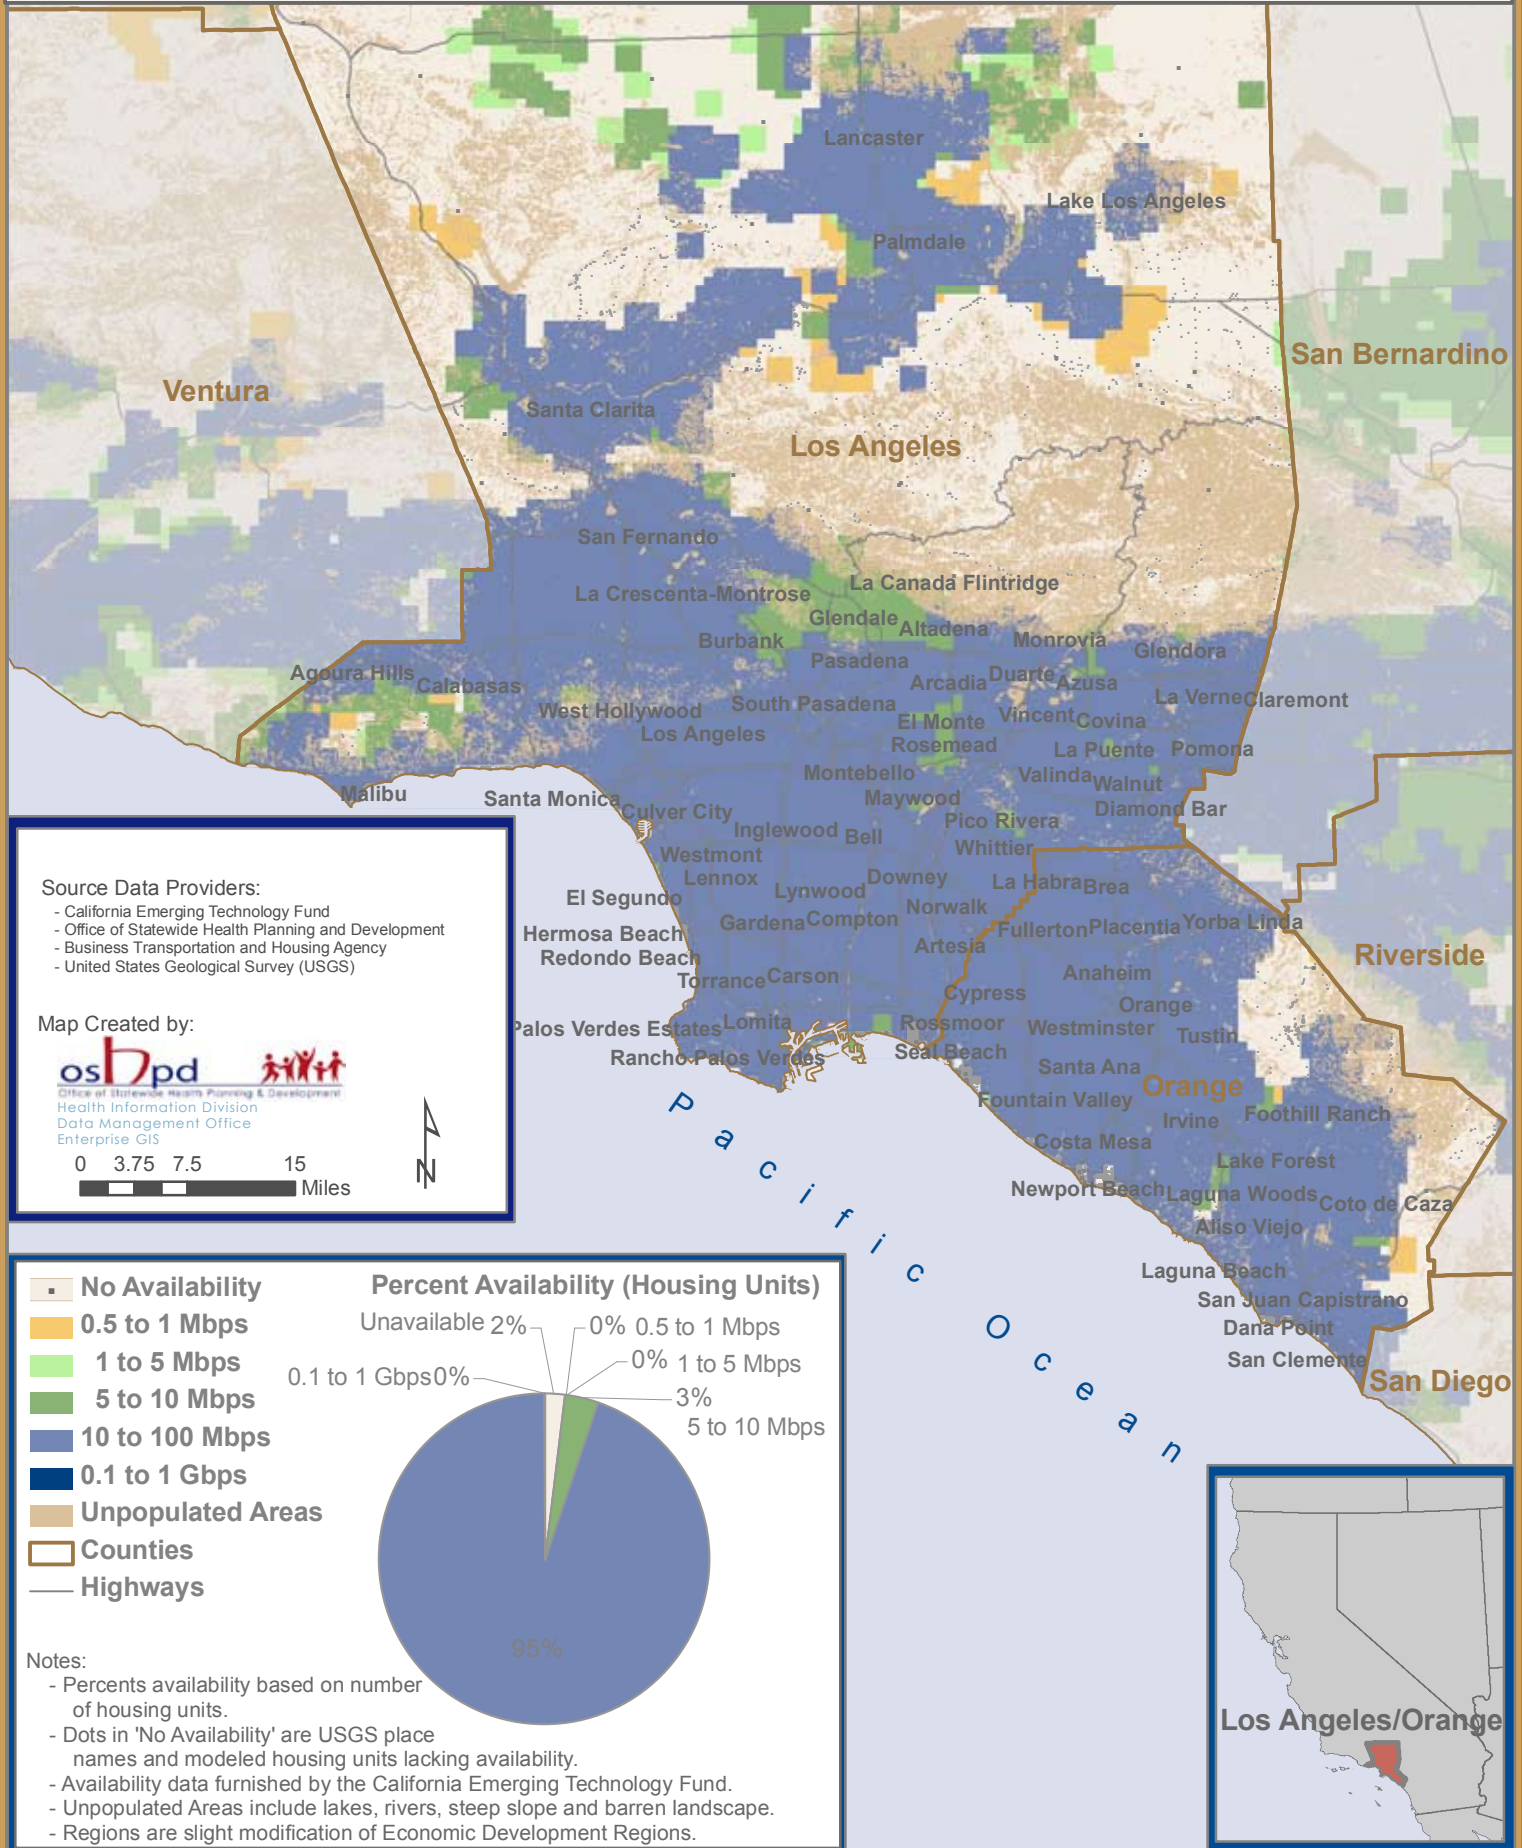 Lancaster
Lake Los Angeles
Palmdale
San Bernardino
Ventura
Santa Clarita
Los Angeles
San Fernando
La Canada Flintridge
La Crescenta-Montrose
Glendale
Altadena
Burbank
Monrovia
Glendora
Pasadena
Agoura Hills
Calabasas
Arcadia
Duarte
Azusa
La Verne
Claremont
West Hollywood
South Pasadena
El Monte
Vincent
Covina
Los Angeles
Rosemead
La Puente
Pomona
Montebello
Valinda
Walnut
Malibu
Santa Monica
Maywood
Culver City
Diamond Bar
Inglewood
Bell
Pico Rivera
Whittier
Westmont
Lennox
Lynwood
Downey
La Habra
Brea
El Segundo
Norwalk
Gardena
Compton
Fullerton
Placentia
Yorba Linda
Hermosa Beach
Artesia
Redondo Beach
Riverside
Torrance
Carson
Anaheim
Cypress
Orange
Palos Verdes Estates
Lomita
Rossmoor
Westminster
Tustin
Rancho Palos Verdes
Seal Beach
Santa Ana
Orange
Fountain Valley
Irvine
Foothill Ranch
Costa Mesa
Lake Forest
Newport Beach
Laguna Woods
Coto de Caza
Aliso Viejo
Laguna Beach
San Juan Capistrano
Dana Point
San Clemente
San Diego
Pacific Ocean
Source Data Providers:
- California Emerging Technology Fund
- Office of Statewide Health Planning and Development
- Business Transportation and Housing Agency
- United States Geological Survey (USGS)
Map Created by:
oshpd
Office of Statewide Health Planning & Development
Health Information Division
Data Management Office
Enterprise GIS
N
0 3.75 7.5 15
Miles
No Availability
0.5 to 1 Mbps
1 to 5 Mbps
5 to 10 Mbps
10 to 100 Mbps
0.1 to 1 Gbps
Unpopulated Areas
Counties
Highways
Percent Availability (Housing Units)
Unavailable 2%
0% 0.5 to 1 Mbps
0% 1 to 5 Mbps
0.1 to 1 Gbps 0%
3%
5 to 10 Mbps
95%
Notes:
- Percents availability based on number
of housing units.
- Dots in 'No Availability' are USGS place
names and modeled housing units lacking availability.
- Availability data furnished by the California Emerging Technology Fund.
- Unpopulated Areas include lakes, rivers, steep slope and barren landscape.
- Regions are slight modification of Economic Development Regions.
Los Angeles/Orange